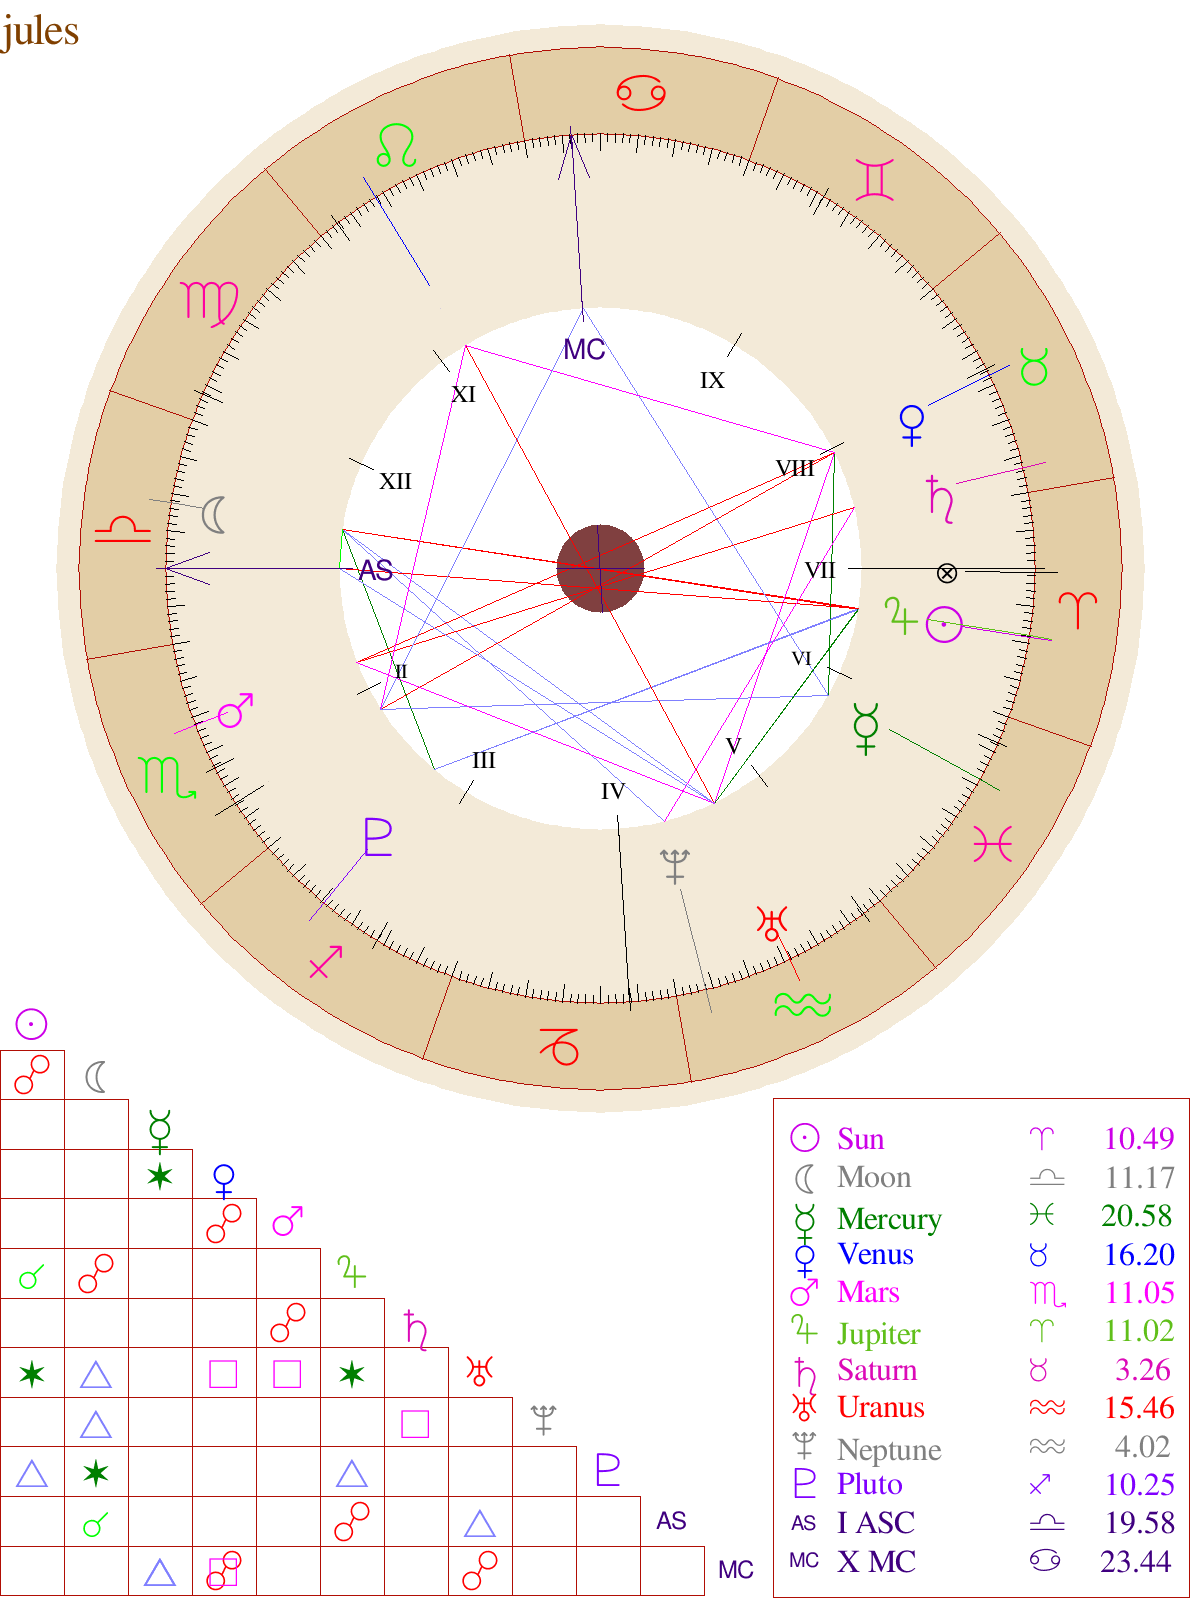 jules
MC
IX
XI
VIII
XII
AS
VII
II
VI
V
III
IV
☉ Sun ♈ 10.49
☾ Moon ♎ 11.17
☿ Mercury ♓ 20.58
♀ Venus ♉ 16.20
♂ Mars ♏ 11.05
♃ Jupiter ♈ 11.02
♄ Saturn ♉ 3.26
♅ Uranus ♒ 15.46
♆ Neptune ♒ 4.02
♇ Pluto ♐ 10.25
AS
AS I ASC ♎ 19.58
MC
MC X MC ♋ 23.44